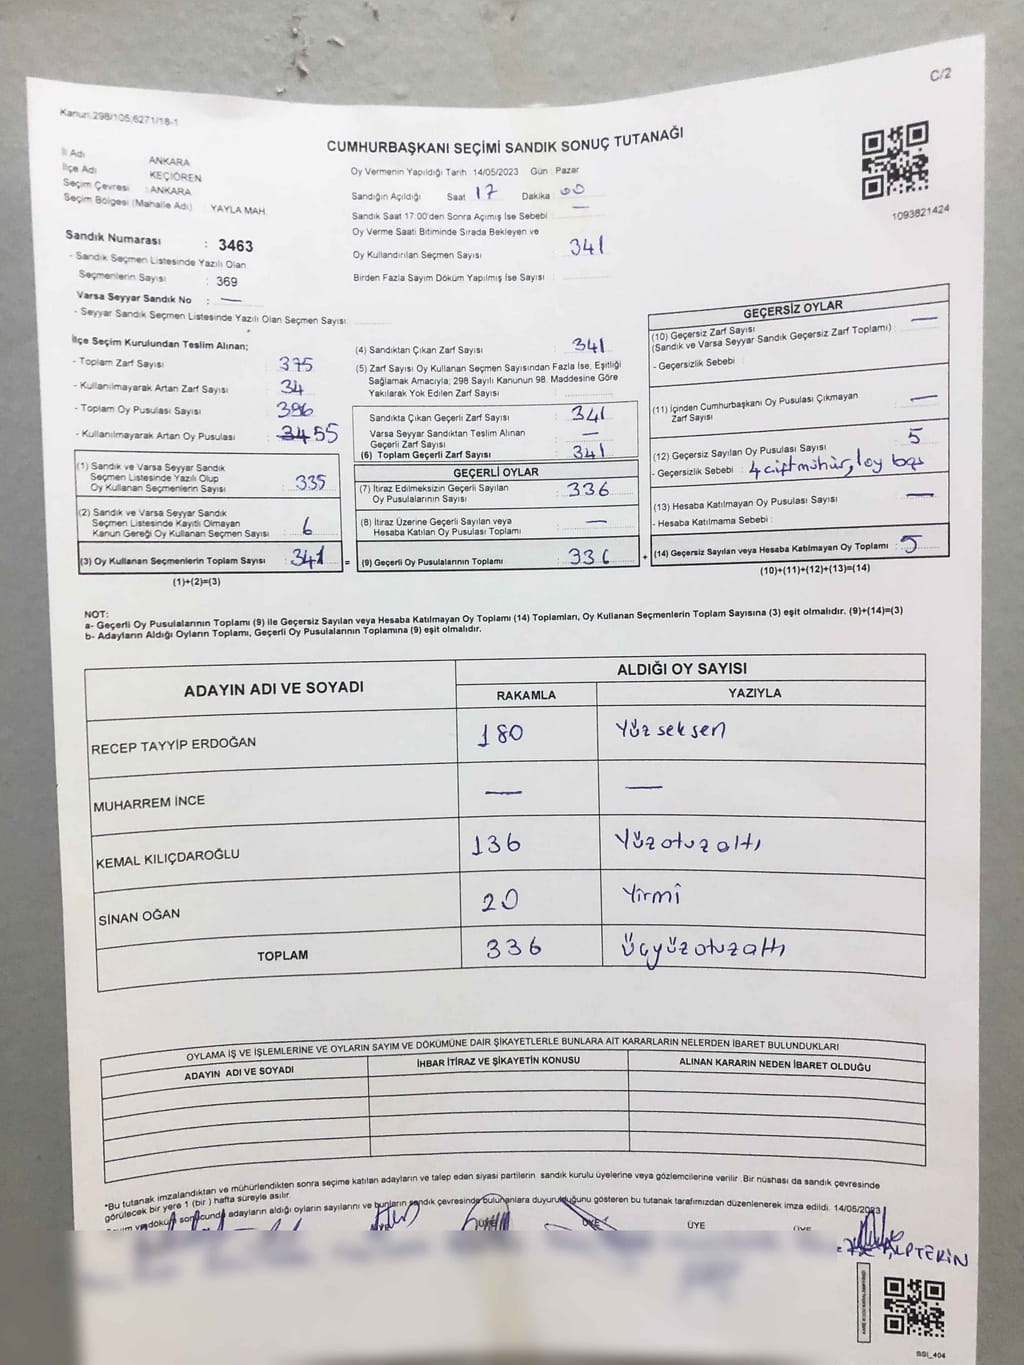 C/2
Kanun:298/105,6271/18-1
CUMHURBAŞKANI SEÇİMİ SANDIK SONUÇ TUTANAĞI
1093821424
İl Adı ANKARA
İlçe Adı KEÇİÖREN
Seçim Çevresi : ANKARA
Seçim Bölgesi (Mahalle Adı) YAYLA MAH.
Sandık Numarası : 3463
- Sandık Seçmen Listesinde Yazılı Olan
Seçmenlerin Sayısı : 369
Varsa Seyyar Sandık No : —
- Seyyar Sandık Seçmen Listesinde Yazılı Olan Seçmen Sayısı:
Oy Vermenin Yapıldığı Tarih :14/05/2023 Gün : Pazar
Sandığın Açıldığı Saat 17 Dakika 00
Sandık Saat 17:00'den Sonra Açımış İse Sebebi : —
Oy Verme Saati Bitiminde Sırada Bekleyen ve
Oy Kullandırılan Seçmen Sayısı : 341
Birden Fazla Sayım Döküm Yapılmış İse Sayısı :
İlçe Seçim Kurulundan Teslim Alınan;
- Toplam Zarf Sayısı : 375
- Kullanılmayarak Artan Zarf Sayısı : 34
- Toplam Oy Pusulası Sayısı : 396
- Kullanılmayarak Artan Oy Pusulası : 55
(1) Sandık ve Varsa Seyyar Sandık
Seçmen Listesinde Yazılı Olup
Oy Kullanan Seçmenlerin Sayısı : 335
(2) Sandık ve Varsa Seyyar Sandık
Seçmen Listesinde Kayıtlı Olmayan
Kanun Gereği Oy Kullanan Seçmen Sayısı : 6
(3) Oy Kullanan Seçmenlerin Toplam Sayısı : 341 =
(1)+(2)=(3)
(4) Sandıktan Çıkan Zarf Sayısı : 341
(5) Zarf Sayısı Oy Kullanan Seçmen Sayısından Fazla İse, Eşitliği
Sağlamak Amacıyla; 298 Sayılı Kanunun 98. Maddesine Göre
Yakılarak Yok Edilen Zarf Sayısı :
Sandıkta Çıkan Geçerli Zarf Sayısı : 341
Varsa Seyyar Sandıktan Teslim Alınan
Geçerli Zarf Sayısı : —
(6) Toplam Geçerli Zarf Sayısı : 341
GEÇERLİ OYLAR
(7) İtiraz Edilmeksizin Geçerli Sayılan
Oy Pusulalarının Sayısı : 336
(8) İtiraz Üzerine Geçerli Sayılan veya
Hesaba Katılan Oy Pusulası Toplamı : —
(9) Geçerli Oy Pusulalarının Toplamı : 336 +
GEÇERSİZ OYLAR
(10) Geçersiz Zarf Sayısı : —
(Sandık ve Varsa Seyyar Sandık Geçersiz Zarf Toplamı)
- Geçersizlik Sebebi :
(11) İçinden Cumhurbaşkanı Oy Pusulası Çıkmayan
Zarf Sayısı : —
(12) Geçersiz Sayılan Oy Pusulası Sayısı : 5
- Geçersizlik Sebebi : 4 çift mühür, 1 oy boş
(13) Hesaba Katılmayan Oy Pusulası Sayısı : —
- Hesaba Katılmama Sebebi :
(14) Geçersiz Sayılan veya Hesaba Katılmayan Oy Toplamı : 5
(10)+(11)+(12)+(13)=(14)
NOT:
a- Geçerli Oy Pusulalarının Toplamı (9) ile Geçersiz Sayılan veya Hesaba Katılmayan Oy Toplamı (14) Toplamları, Oy Kullanan Seçmenlerin Toplam Sayısına (3) eşit olmalıdır. (9)+(14)=(3)
b- Adayların Aldığı Oyların Toplamı, Geçerli Oy Pusulalarının Toplamına (9) eşit olmalıdır.
ADAYIN ADI VE SOYADI ALDIĞI OY SAYISI
RAKAMLA YAZIYLA
RECEP TAYYİP ERDOĞAN 180 Yüzseksen
MUHARREM İNCE — —
KEMAL KILIÇDAROĞLU 136 Yüzotuzaltı
SİNAN OĞAN 20 Yirmi
TOPLAM 336 Üçyüzotuzaltı
OYLAMA İŞ VE İŞLEMLERİNE VE OYLARIN SAYIM VE DÖKÜMÜNE DAİR ŞİKAYETLERLE BUNLARA AİT KARARLARIN NELERDEN İBARET BULUNDUKLARI
ADAYIN ADI VE SOYADI İHBAR İTİRAZ VE ŞİKAYETİN KONUSU ALINAN KARARIN NEDEN İBARET OLDUĞU
*Bu tutanak imzalandıktan ve mühürlendikten sonra seçime katılan adayların ve talep eden siyasi partilerin sandık kurulu üyelerine veya gözlemcilerine verilir. Bir nüshası da sandık çevresinde
görülecek bir yere 1 (bir ) hafta süreyle asılır.
ve döküm sonucunda adayların aldığı oyların sayılarını ve bunların sandık çevresinde bulunanlara duyurulduğunu gösteren bu tutanak tarafımızdan düzenlenerek imza edildi. 14/05/2023
ÜYE ÜYE ÜYE ÜYE
ALPTEKİN
BSI_404